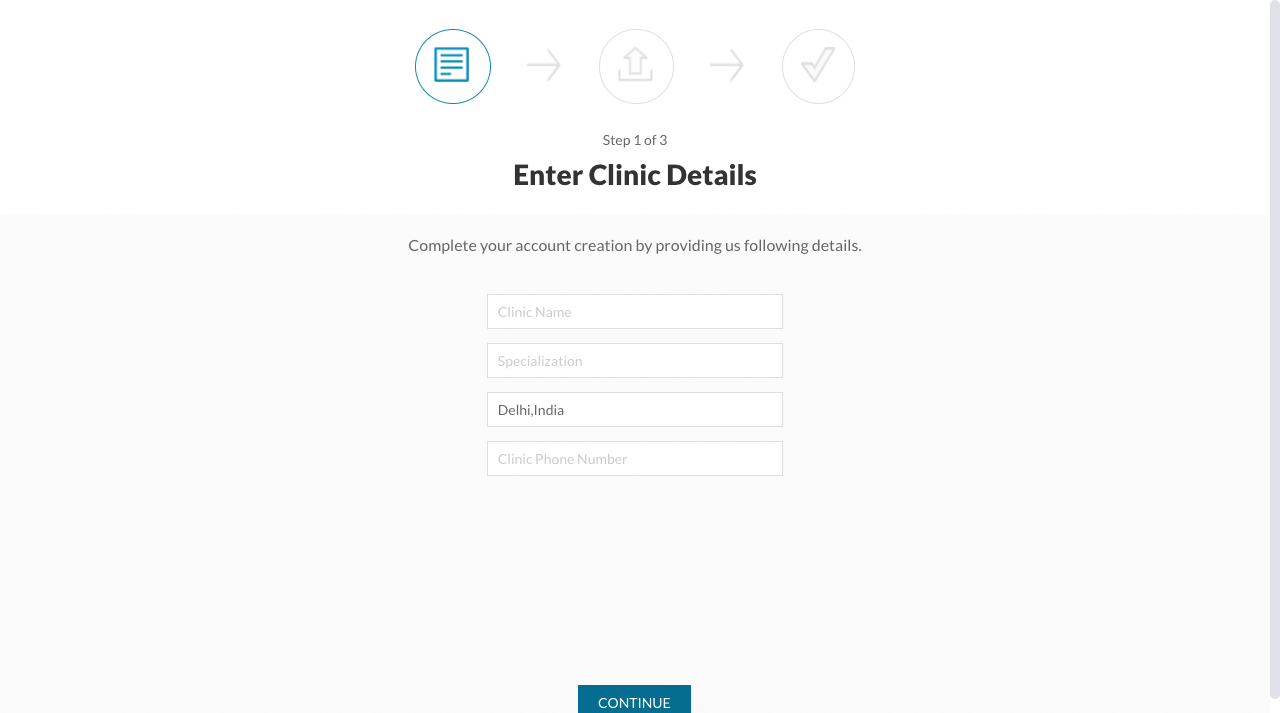 Step 1 of 3
Enter Clinic Details
Complete your account creation by providing us following details.
Clinic Name
Specialization
Delhi,India
Clinic Phone Number
CONTINUE